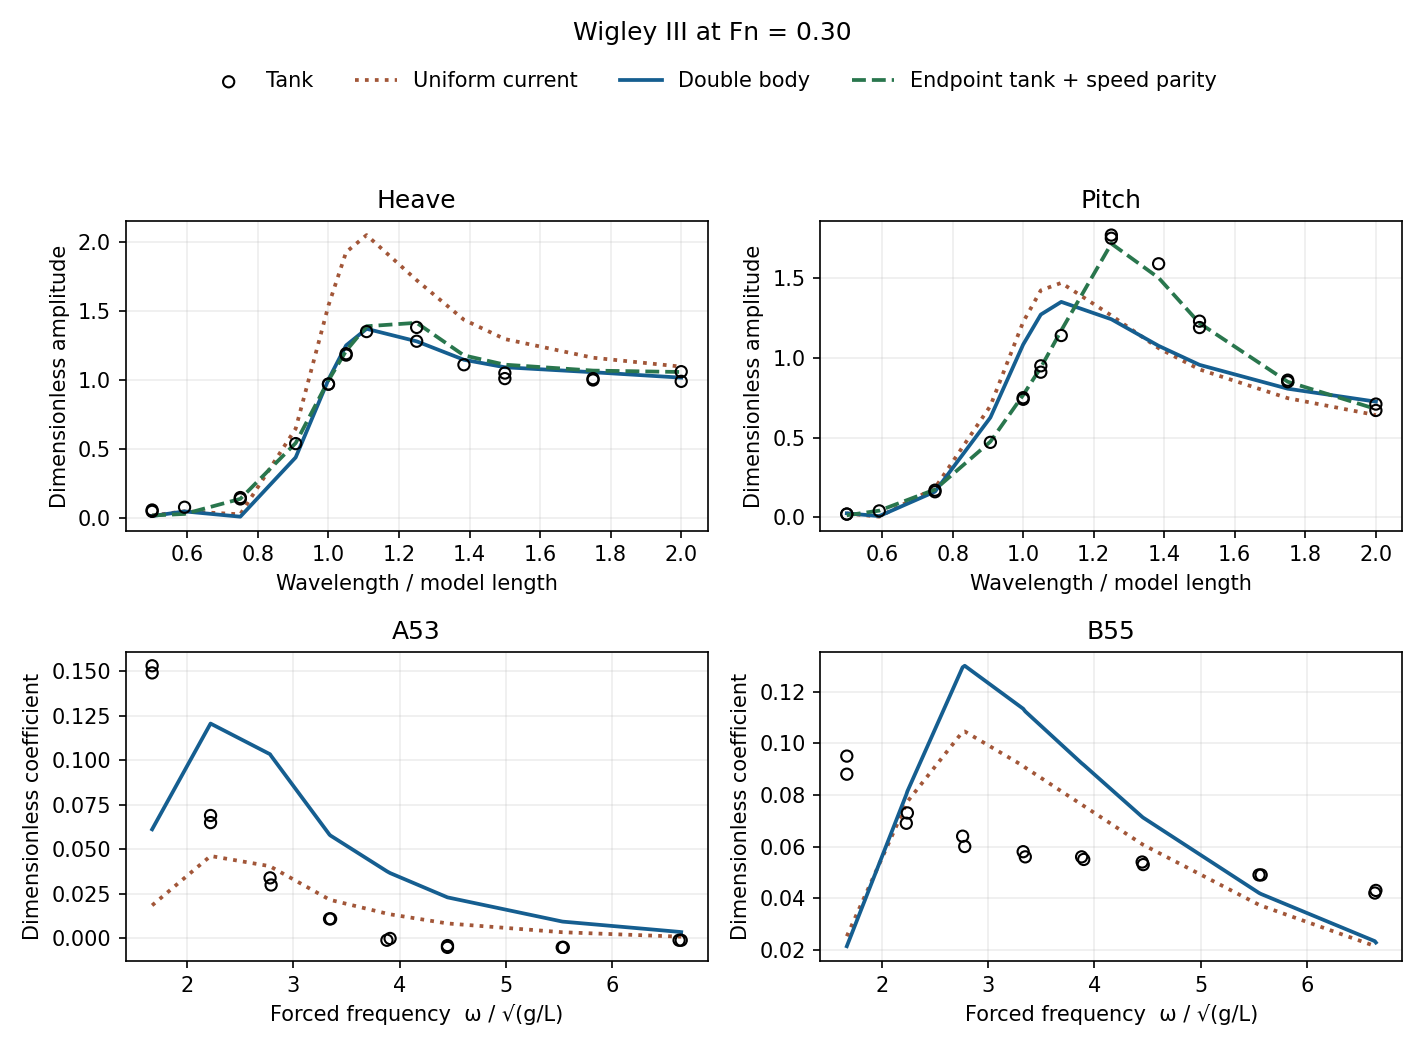 Wigley III at Fn = 0.30
Tank Uniform current Double body Endpoint tank + speed parity
Heave
Dimensionless amplitude
2.0
1.5
1.0
0.5
0.0
0.6 0.8 1.0 1.2 1.4 1.6 1.8 2.0
Wavelength / model length
Pitch
Dimensionless amplitude
1.5
1.0
0.5
0.0
0.6 0.8 1.0 1.2 1.4 1.6 1.8 2.0
Wavelength / model length
A53
Dimensionless coefficient
0.150
0.125
0.100
0.075
0.050
0.025
0.000
2 3 4 5 6
Forced frequency ω / √(g/L)
B55
Dimensionless coefficient
0.12
0.10
0.08
0.06
0.04
0.02
2 3 4 5 6
Forced frequency ω / √(g/L)